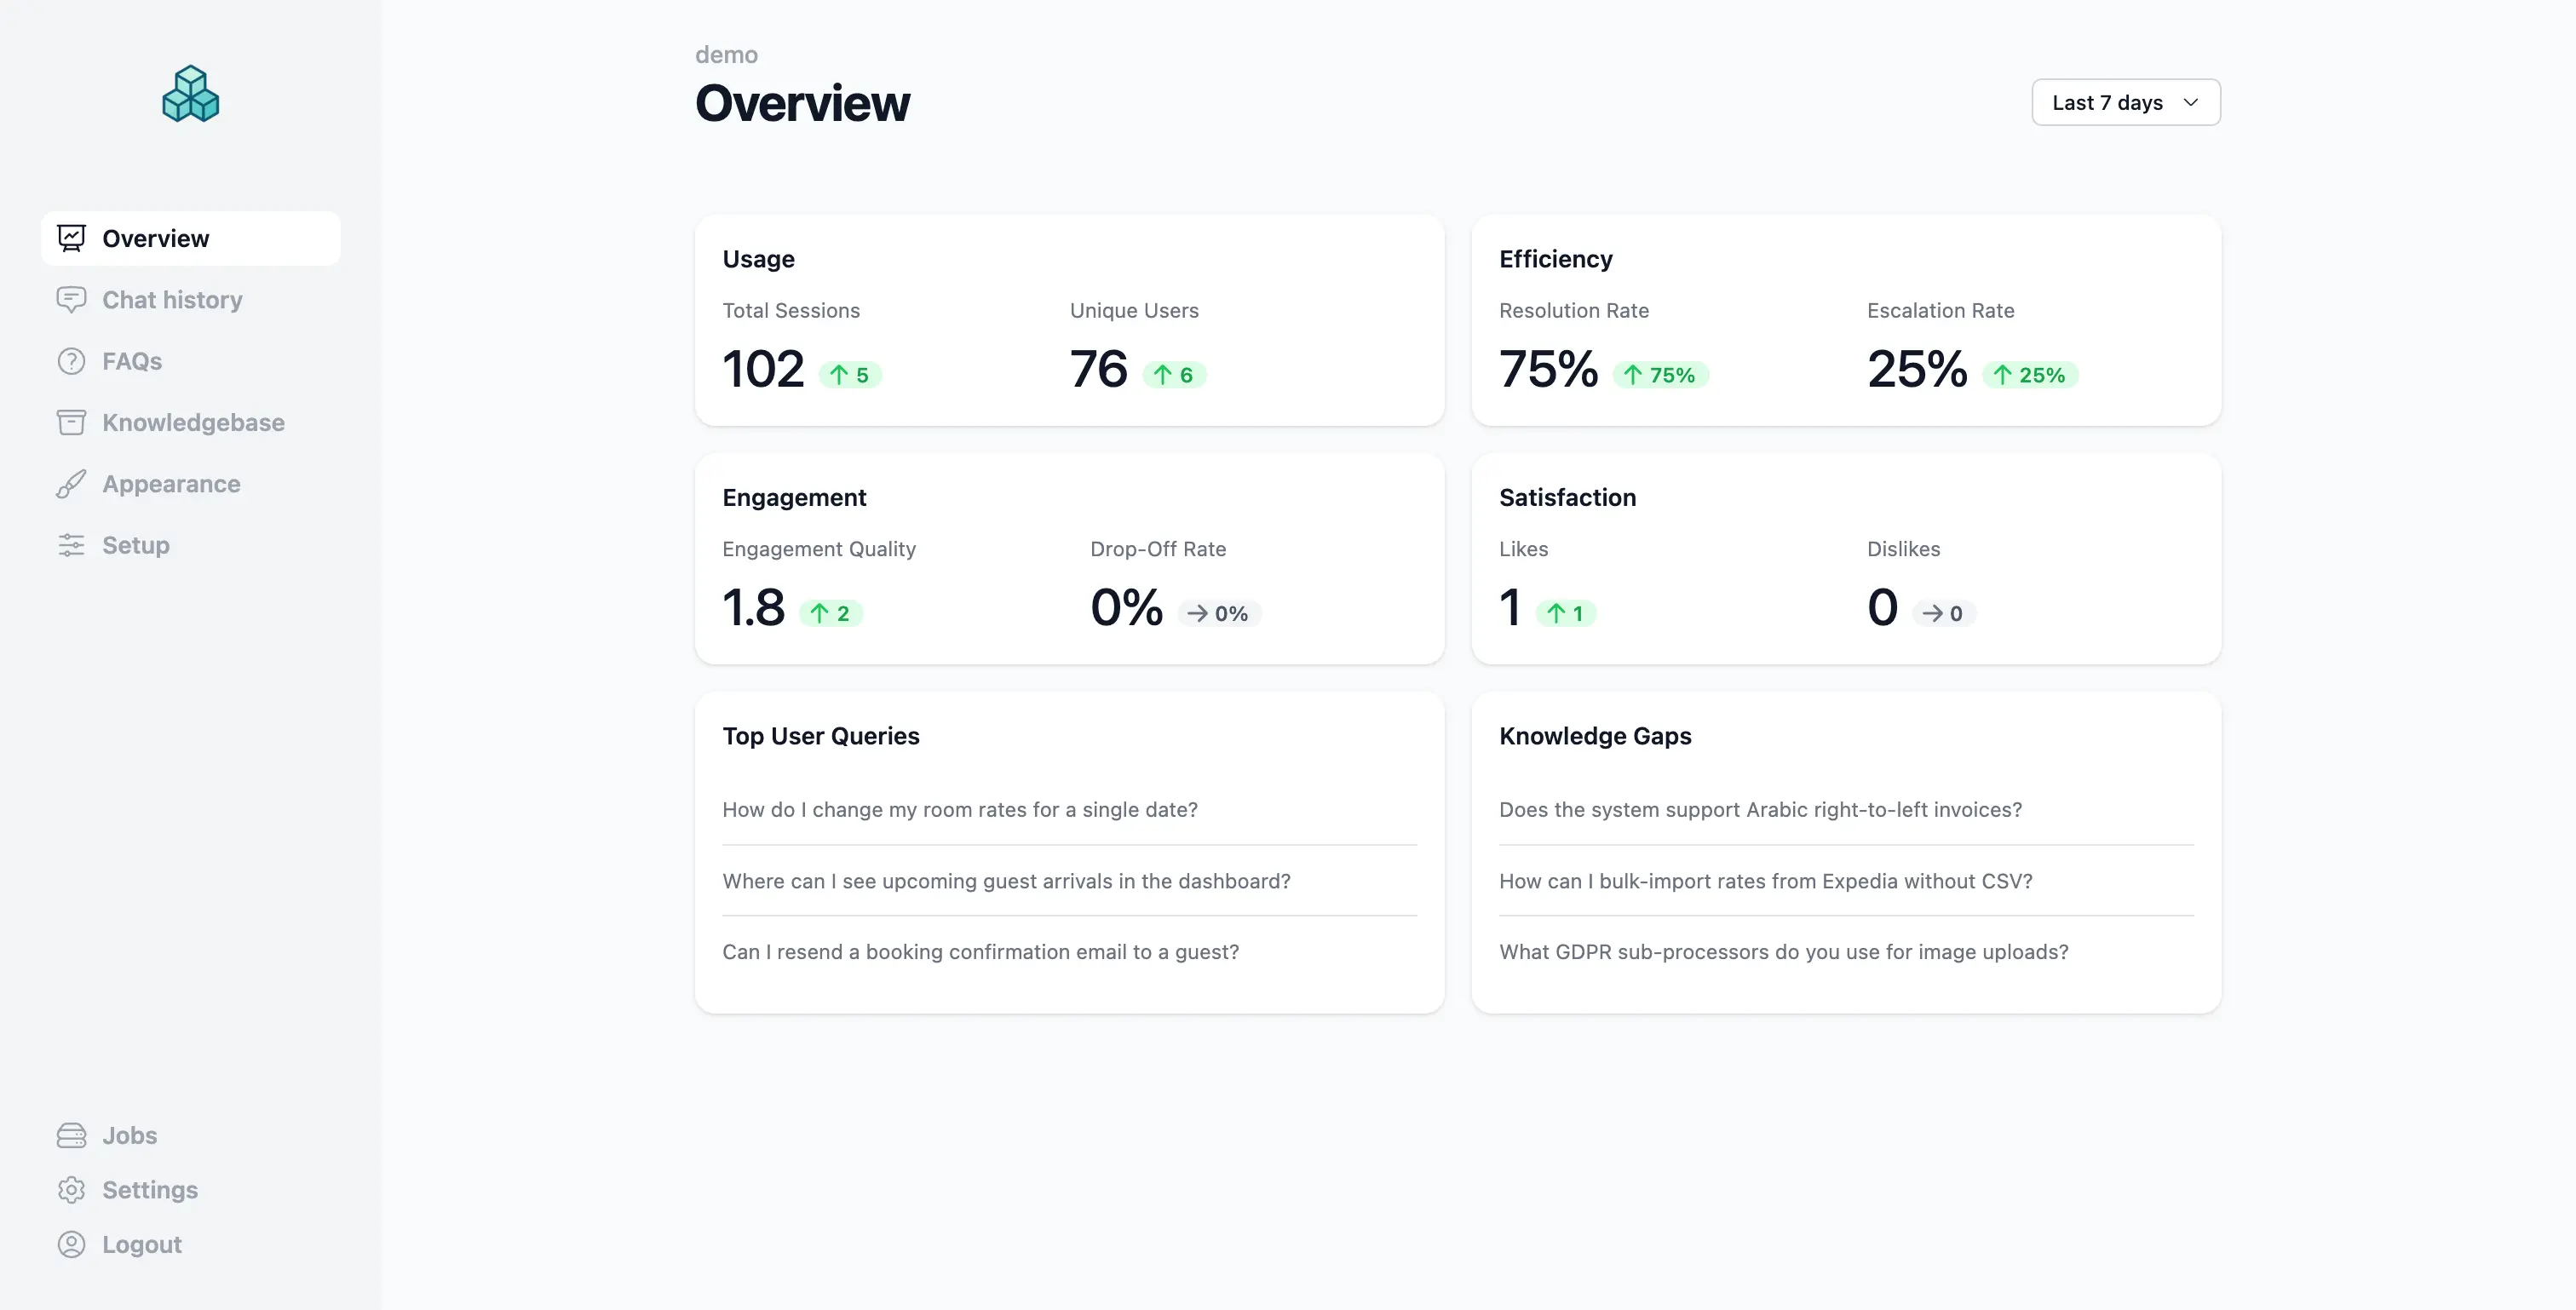 demo
Overview
Last 7 days
Overview
Chat history
FAQs
Knowledgebase
Appearance
Setup
Jobs
Settings
Logout
Usage
Total Sessions
102 ↑ 5
Unique Users
76 ↑ 6
Efficiency
Resolution Rate
75% ↑ 75%
Escalation Rate
25% ↑ 25%
Engagement
Engagement Quality
1.8 ↑ 2
Drop-Off Rate
0% → 0%
Satisfaction
Likes
1 ↑ 1
Dislikes
0 → 0
Top User Queries
How do I change my room rates for a single date?
Where can I see upcoming guest arrivals in the dashboard?
Can I resend a booking confirmation email to a guest?
Knowledge Gaps
Does the system support Arabic right-to-left invoices?
How can I bulk-import rates from Expedia without CSV?
What GDPR sub-processors do you use for image uploads?